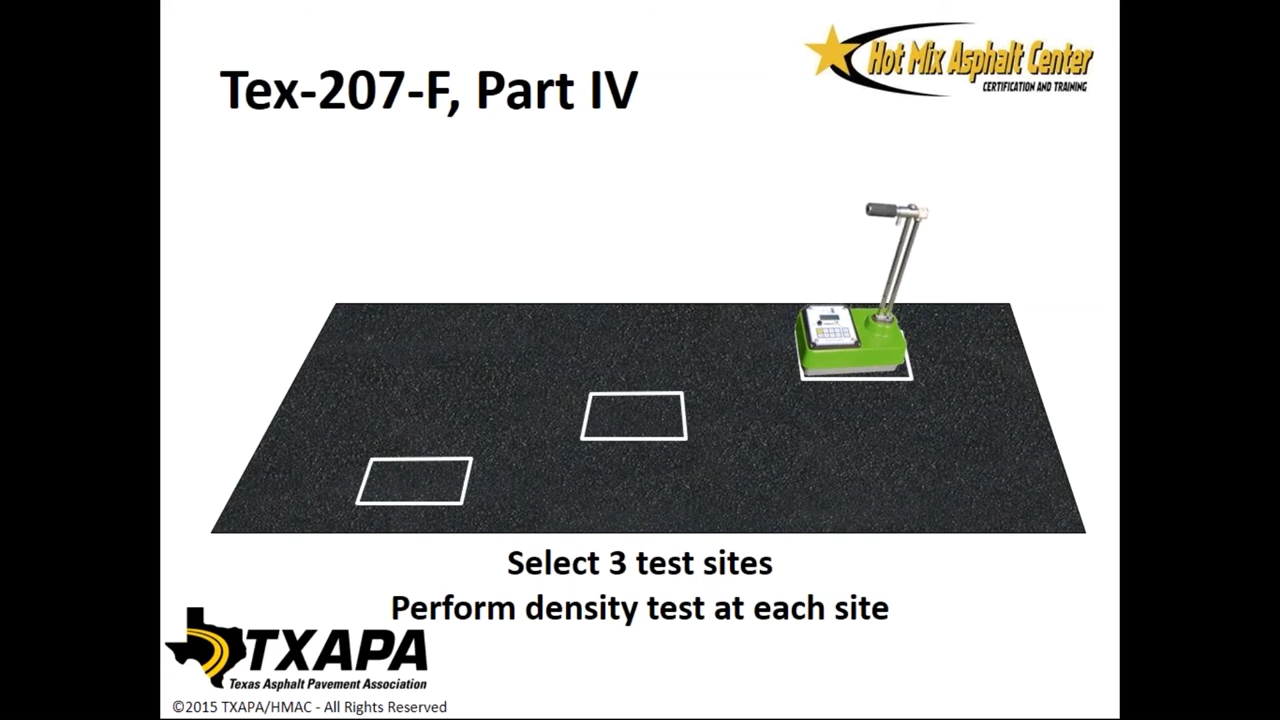 Tex-207-F, Part IV
Hot Mix Asphalt Center
CERTIFICATION AND TRAINING
Select 3 test sites
Perform density test at each site
TXAPA
Texas Asphalt Pavement Association
©2015 TXAPA/HMAC - All Rights Reserved